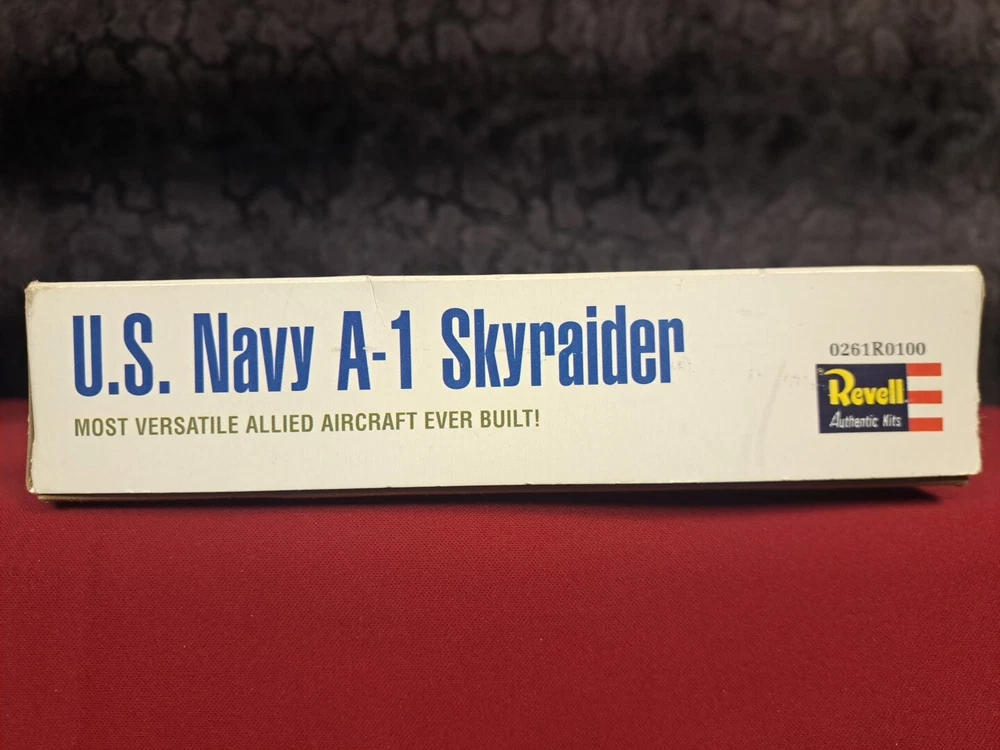 U.S. Navy A-1 Skyraider
MOST VERSATILE ALLIED AIRCRAFT EVER BUILT!
0261R0100
Revell
Authentic Kits